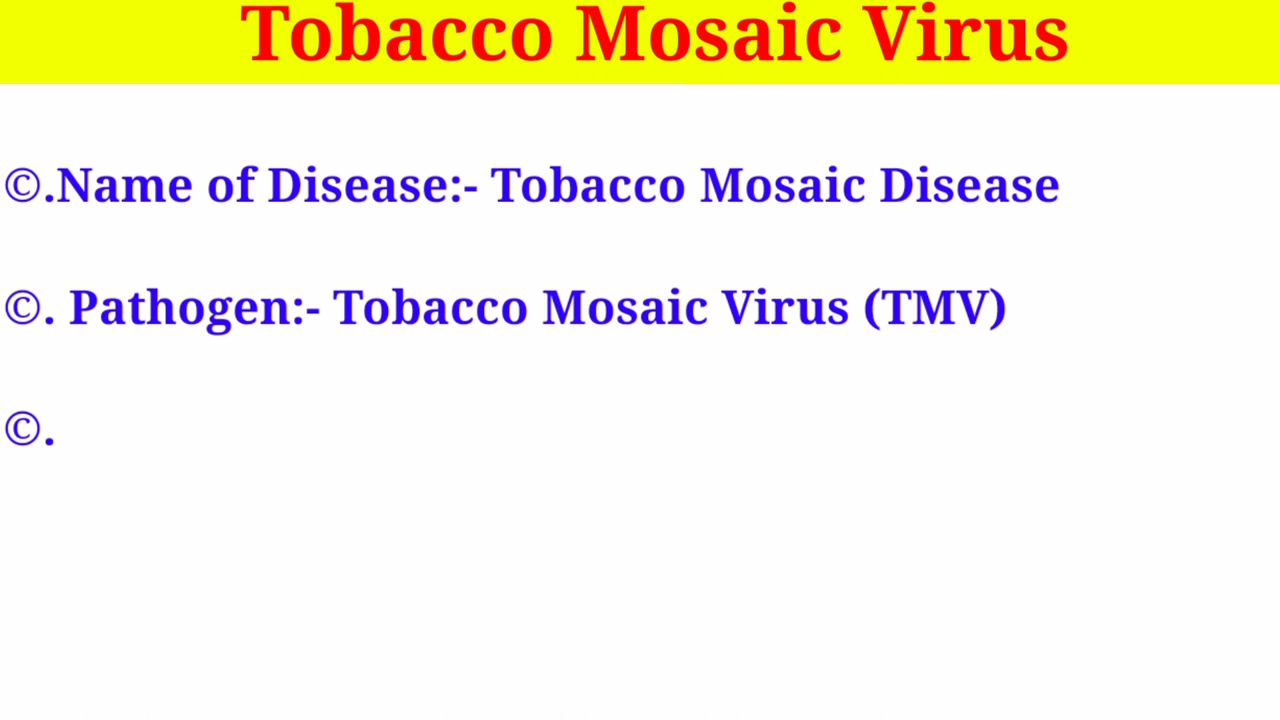 Tobacco Mosaic Virus
©.Name of Disease:- Tobacco Mosaic Disease
©. Pathogen:- Tobacco Mosaic Virus (TMV)
©.